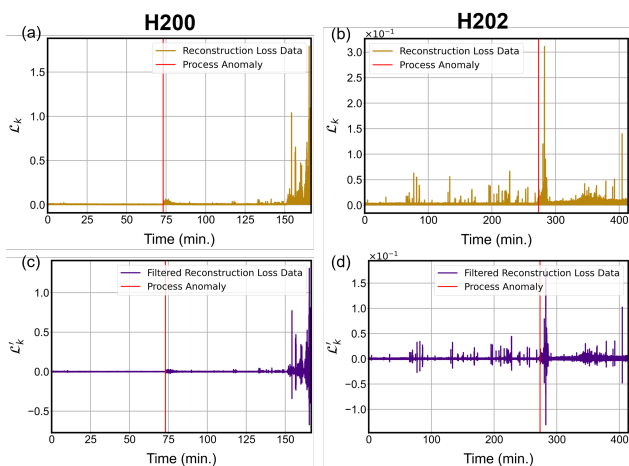 H200 H202
(a)
Reconstruction Loss Data
Process Anomaly
1.5
1.0
0.5
0.0
ℒk
0 25 50 75 100 125 150
Time (min.)
(b)
×10⁻¹
Reconstruction Loss Data
Process Anomaly
3.0
2.5
2.0
1.5
1.0
0.5
0.0
ℒk
0 100 200 300 400
Time (min.)
(c)
Filtered Reconstruction Loss Data
Process Anomaly
1.0
0.5
0.0
−0.5
ℒ′k
0 25 50 75 100 125 150
Time (min.)
(d)
×10⁻¹
Filtered Reconstruction Loss Data
Process Anomaly
1.0
0.5
0.0
−0.5
−1.0
ℒ′k
0 100 200 300 400
Time (min.)